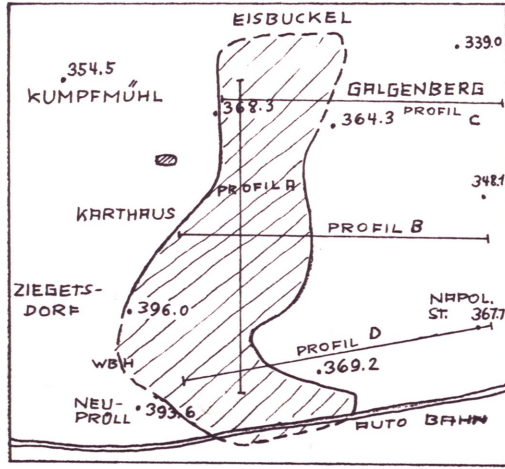 EISBUCKEL
339.0
354.5
KUMPFMÜHL
GALGENBERG
368.3
364.3
PROFIL C
PROFIL A
348.1
KARTHAUS
PROFIL B
ZIEGETS-
DORF
396.0
NAPOL.
ST. 367.7
PROFIL D
WBH
369.2
NEU-
PRÜLL
393.6
AUTO BAHN